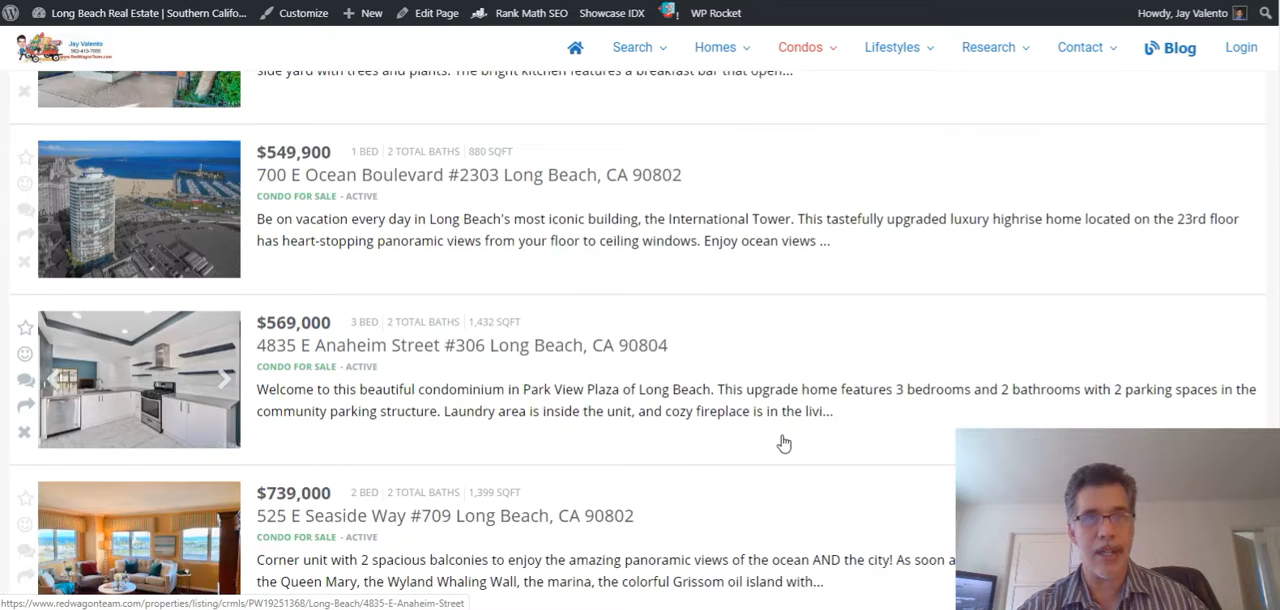 Long Beach Real Estate | Southern Califo... Customize New Edit Page Rank Math SEO Showcase IDX ! WP Rocket Howdy, Jay Valento
Jay Valento
562-413-7655
www.RedWagonTeam.com
Search Homes Condos Lifestyles Research Contact Blog Login
side yard with trees and plants. The bright kitchen features a breakfast bar that open...
$549,900 1 BED | 2 TOTAL BATHS | 880 SQFT
700 E Ocean Boulevard #2303 Long Beach, CA 90802
CONDO FOR SALE - ACTIVE
Be on vacation every day in Long Beach's most iconic building, the International Tower. This tastefully upgraded luxury highrise home located on the 23rd floor
has heart-stopping panoramic views from your floor to ceiling windows. Enjoy ocean views ...
$569,000 3 BED | 2 TOTAL BATHS | 1,432 SQFT
4835 E Anaheim Street #306 Long Beach, CA 90804
CONDO FOR SALE - ACTIVE
Welcome to this beautiful condominium in Park View Plaza of Long Beach. This upgrade home features 3 bedrooms and 2 bathrooms with 2 parking spaces in the
community parking structure. Laundry area is inside the unit, and cozy fireplace is in the livi...
$739,000 2 BED | 2 TOTAL BATHS | 1,399 SQFT
525 E Seaside Way #709 Long Beach, CA 90802
CONDO FOR SALE - ACTIVE
Corner unit with 2 spacious balconies to enjoy the amazing panoramic views of the ocean AND the city! As soon a
the Queen Mary, the Wyland Whaling Wall, the marina, the colorful Grissom oil island with...
https://www.redwagonteam.com/properties/listing/crmls/PW19251368/Long-Beach/4835-E-Anaheim-Street